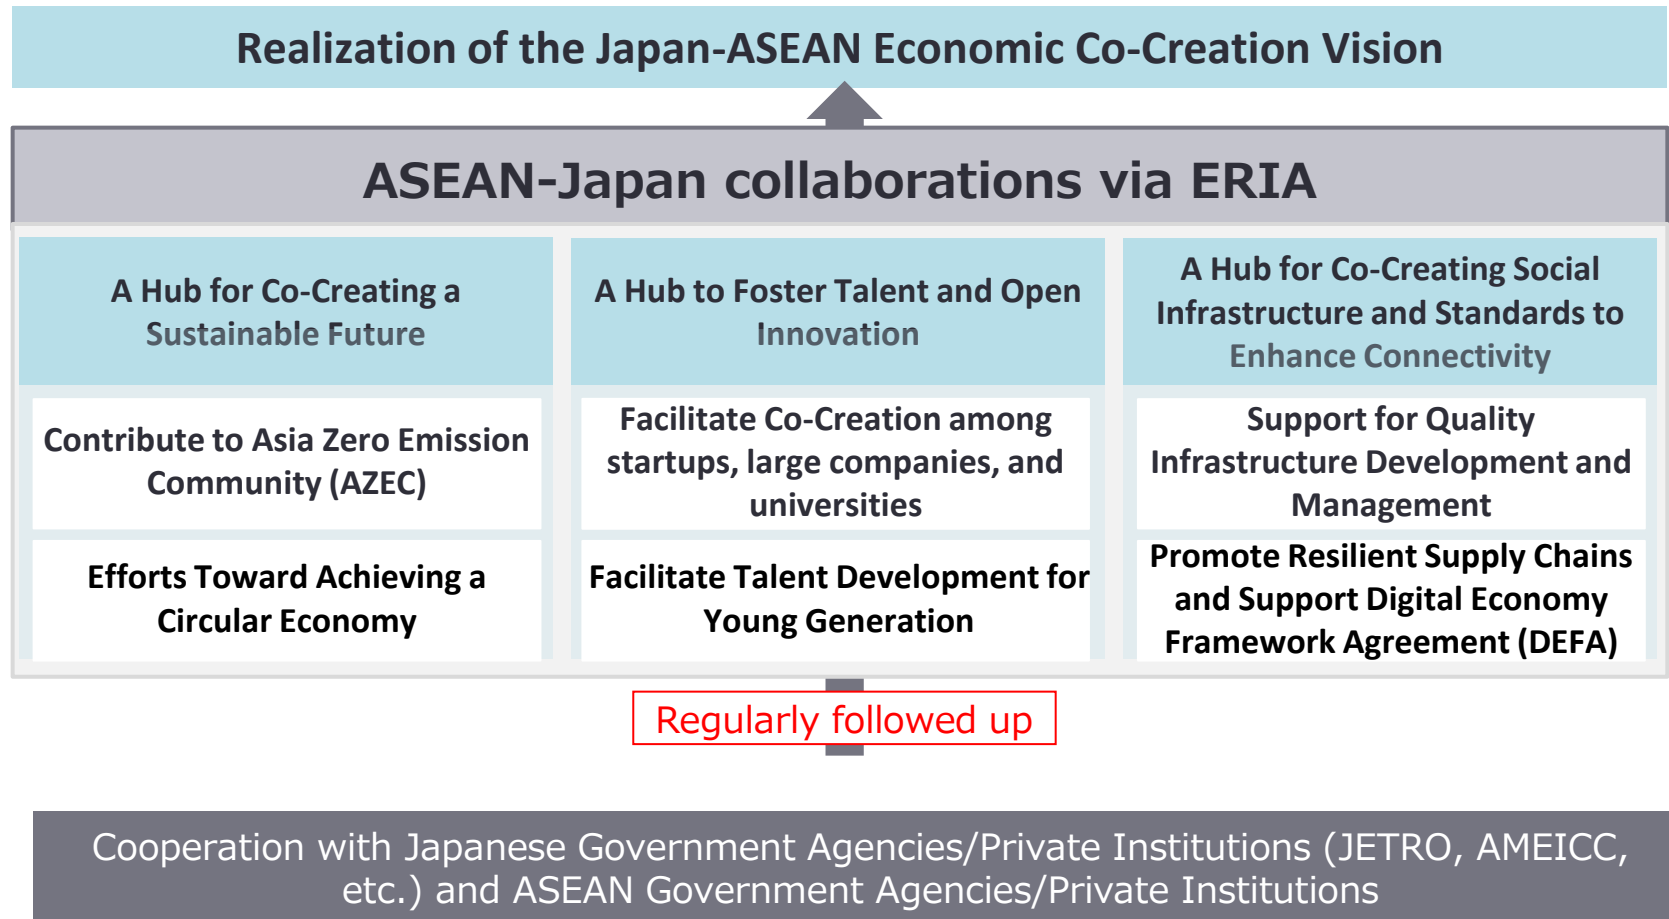 Realization of the Japan-ASEAN Economic Co-Creation Vision
ASEAN-Japan collaborations via ERIA
A Hub for Co-Creating a
Sustainable Future
Contribute to Asia Zero Emission
Community (AZEC)
Efforts Toward Achieving a
Circular Economy
A Hub to Foster Talent and Open
Innovation
Facilitate Co-Creation among
startups, large companies, and
universities
Facilitate Talent Development for
Young Generation
A Hub for Co-Creating Social
Infrastructure and Standards to
Enhance Connectivity
Support for Quality
Infrastructure Development and
Management
Promote Resilient Supply Chains
and Support Digital Economy
Framework Agreement (DEFA)
Regularly followed up
Cooperation with Japanese Government Agencies/Private Institutions (JETRO, AMEICC,
etc.) and ASEAN Government Agencies/Private Institutions